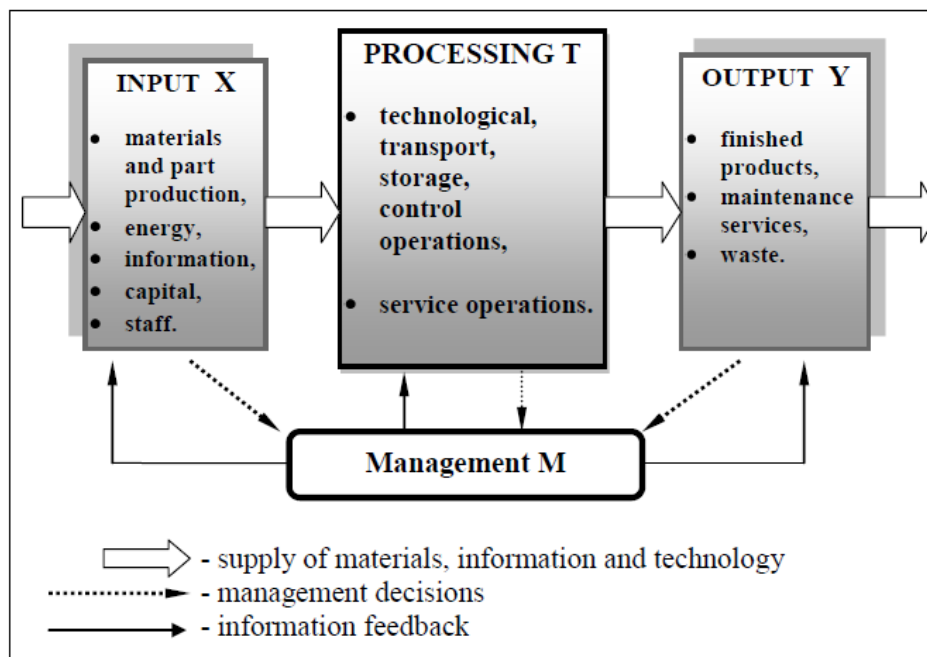 INPUT X
• materials
and part
production,
• energy,
• information,
• capital,
• staff.
PROCESSING T
• technological,
transport,
storage,
control
operations,
• service operations.
OUTPUT Y
• finished
products,
• maintenance
services,
• waste.
Management M
- supply of materials, information and technology
- management decisions
- information feedback